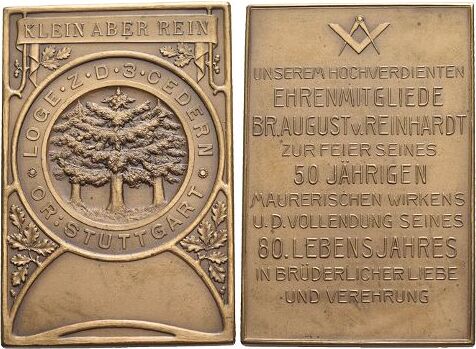 KLEIN ABER REIN
LOGE·Z·D·3·CEDERN
OR: STUTTGART
UNSEREM HOCHVERDIENTEN
EHRENMITGLIEDE
BR. AUGUST v. REINHARDT
ZUR FEIER SEINES
50 JÄHRIGEN
MAURERISCHEN WIRKENS
U. D. VOLLENDUNG SEINES
80. LEBENSJAHRES
IN BRÜDERLICHER LIEBE
UND VEREHRUNG